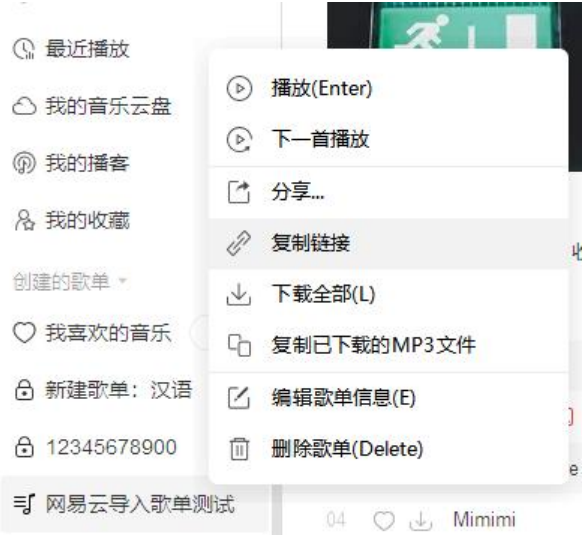 最近播放
我的音乐云盘
我的播客
我的收藏
创建的歌单
我喜欢的音乐
新建歌单：汉语
12345678900
网易云导入歌单测试
播放(Enter)
下一首播放
分享...
复制链接
下载全部(L)
复制已下载的MP3文件
编辑歌单信息(E)
删除歌单(Delete)
04 Mimimi